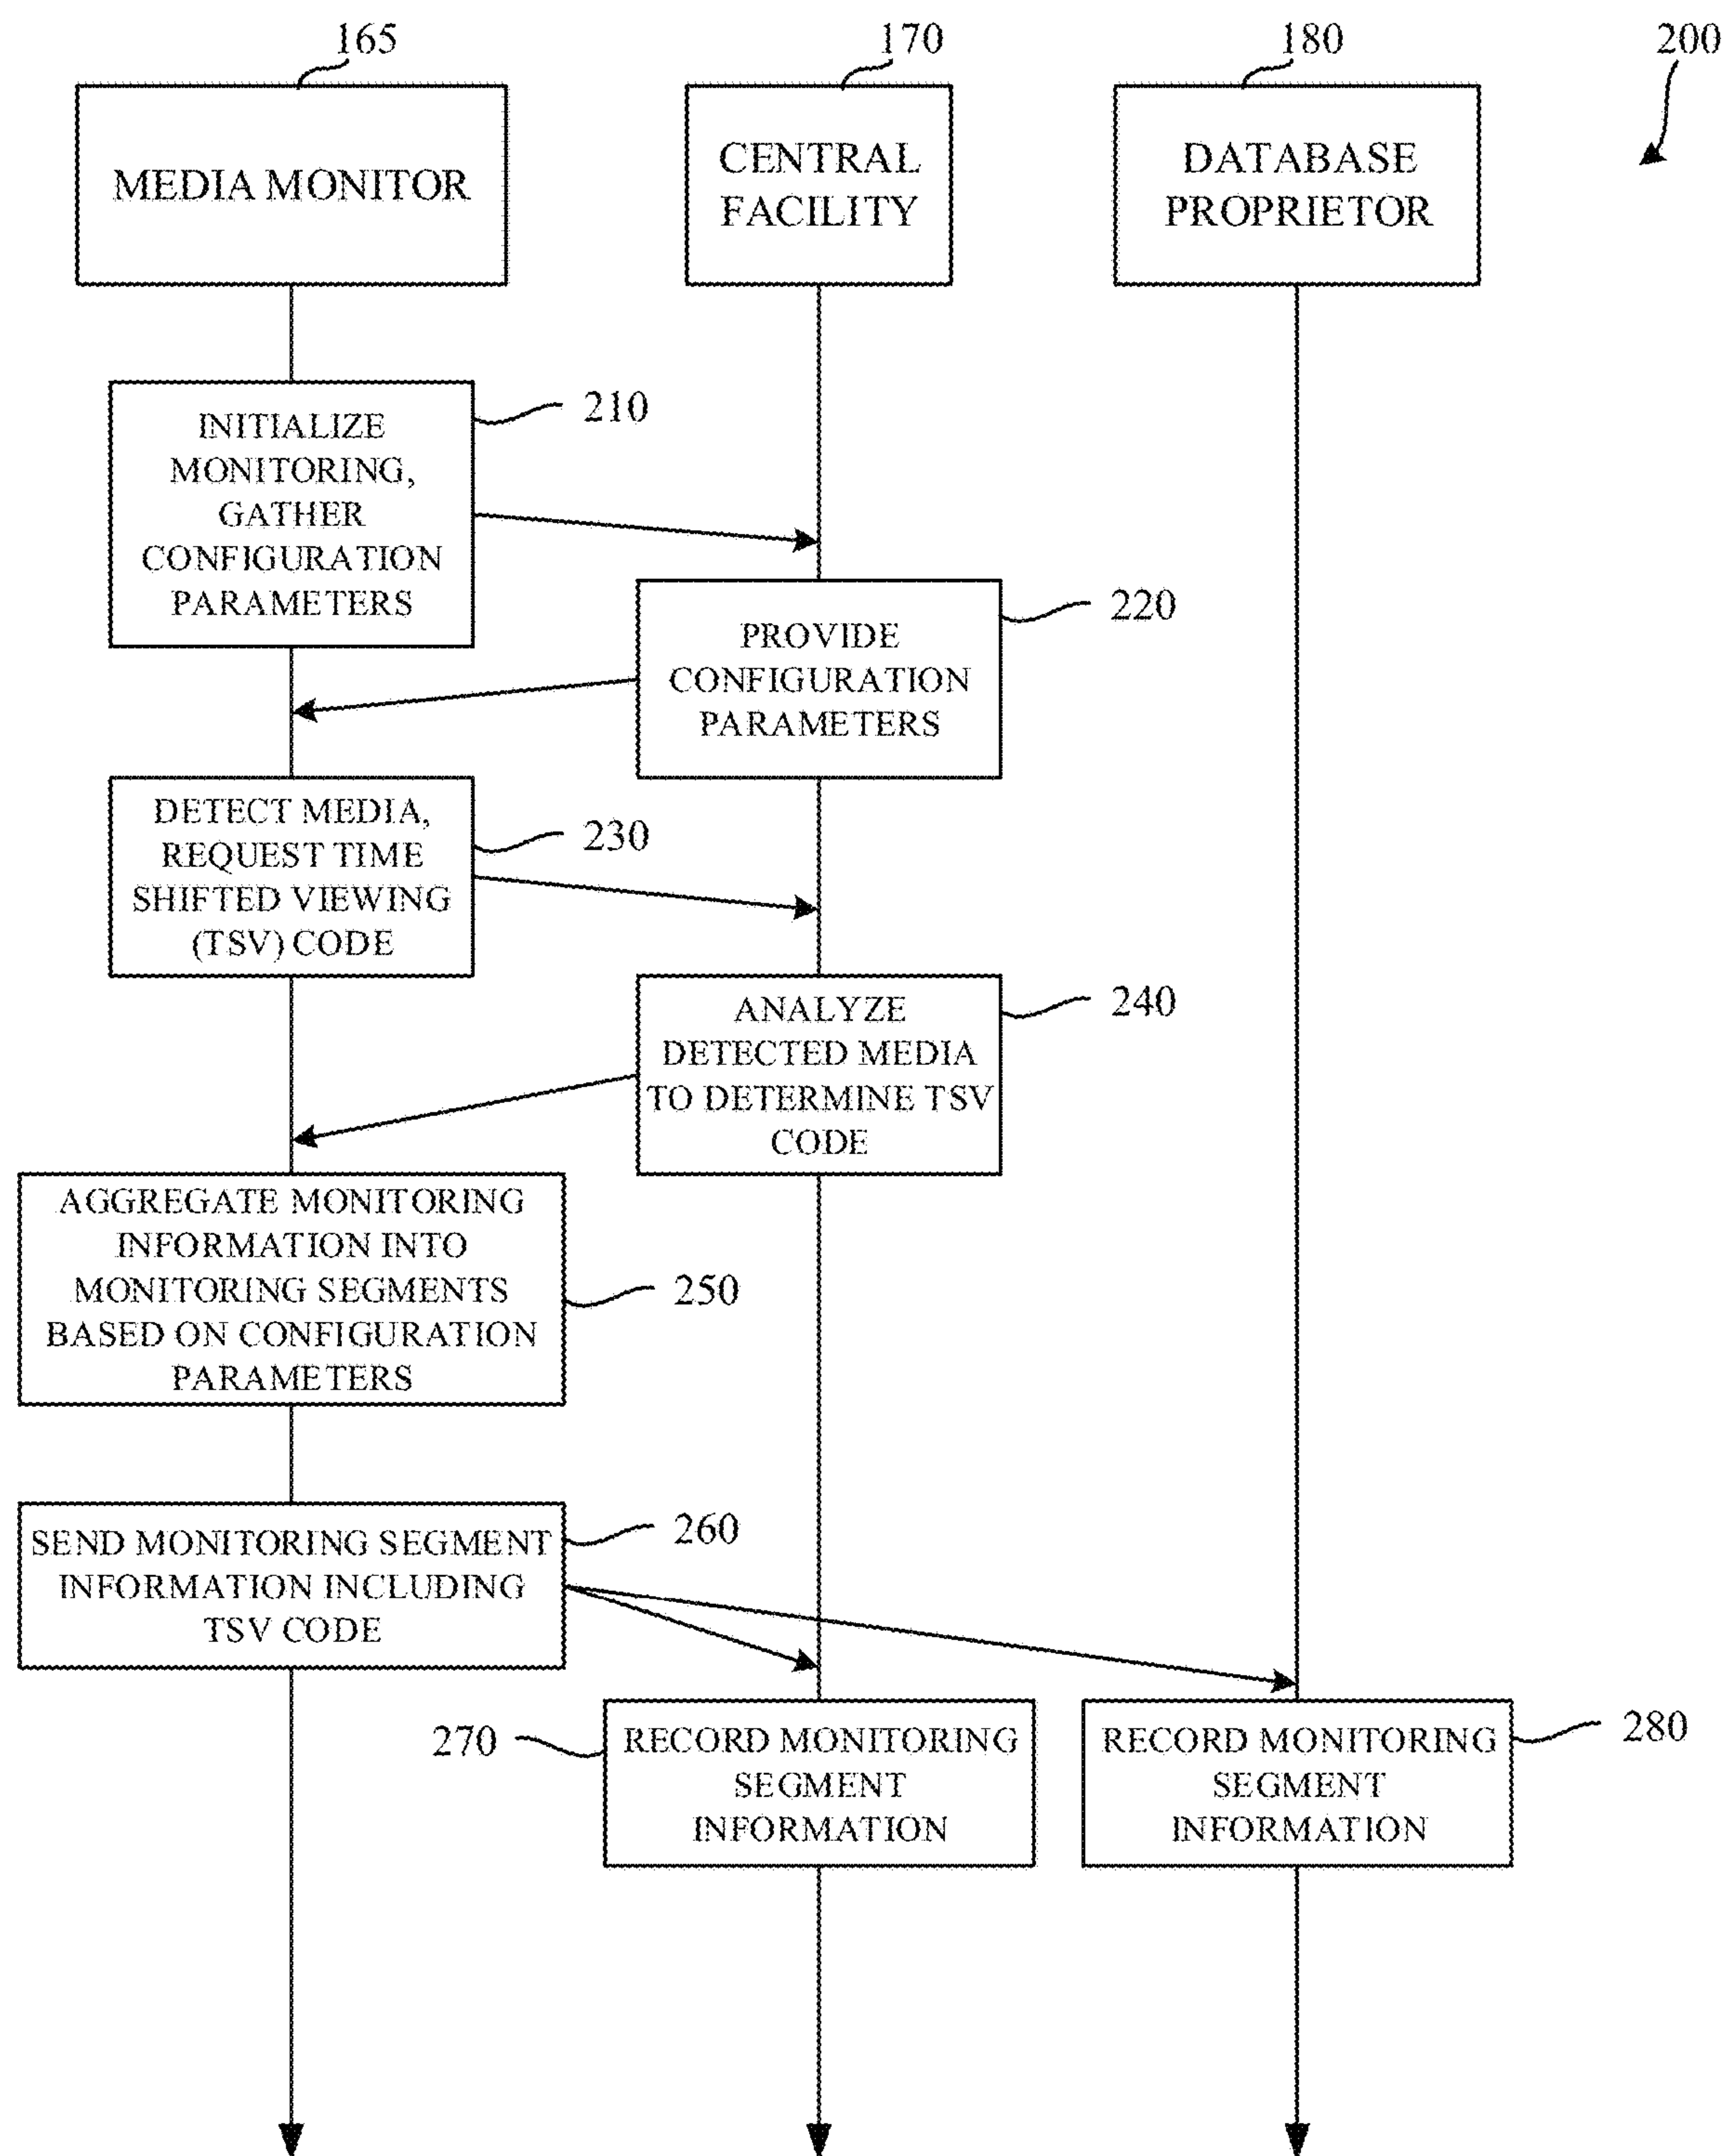 165
170
180
200
MEDIA MONITOR
CENTRAL
FACILITY
DATABASE
PROPRIETOR
INITIALIZE
MONITORING,
GATHER
CONFIGURATION
PARAMETERS
210
PROVIDE
CONFIGURATION
PARAMETERS
220
DETECT MEDIA,
REQUEST TIME
SHIFTED VIEWING
(TSV) CODE
230
ANALYZE
DETECTED MEDIA
TO DETERMINE TSV
CODE
240
AGGREGATE MONITORING
INFORMATION INTO
MONITORING SEGMENTS
BASED ON CONFIGURATION
PARAMETERS
250
SEND MONITORING SEGMENT
INFORMATION INCLUDING
TSV CODE
260
270
RECORD MONITORING
SEGMENT
INFORMATION
RECORD MONITORING
SEGMENT
INFORMATION
280